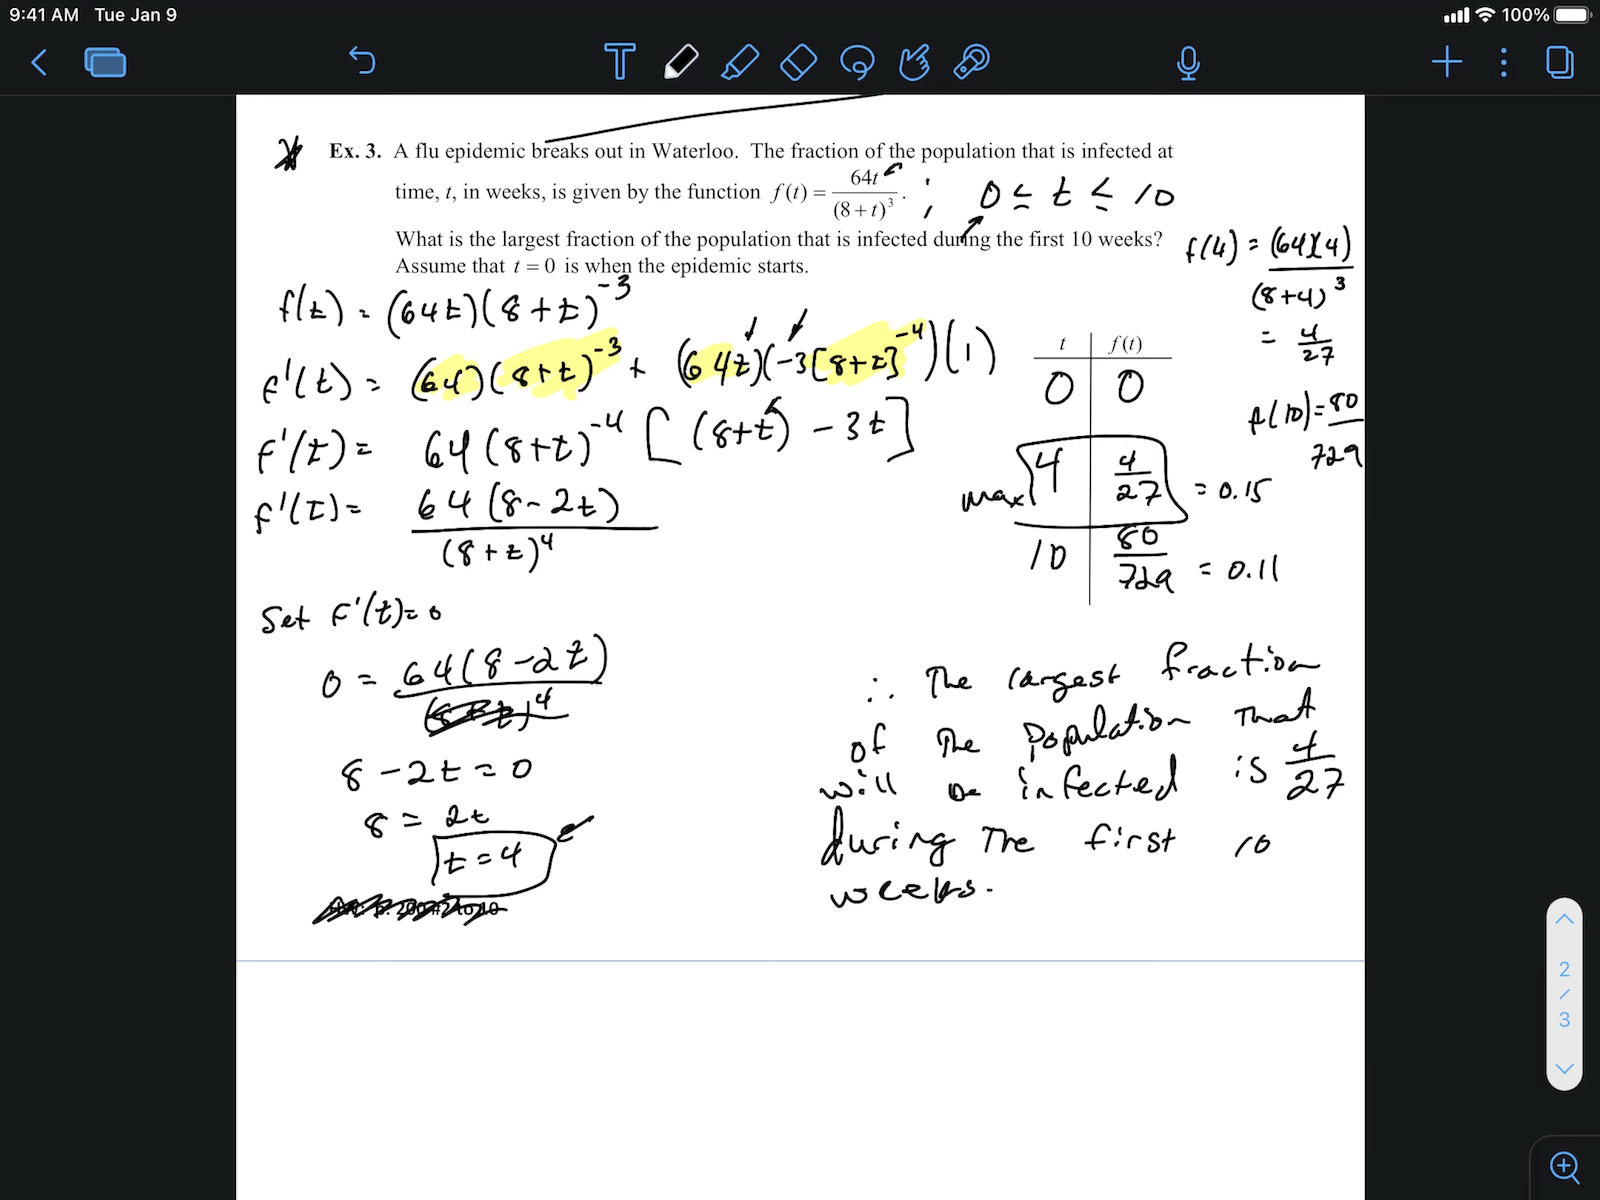 9:41 AM Tue Jan 9
100%
Ex. 3. A flu epidemic breaks out in Waterloo. The fraction of the population that is infected at
time, t, in weeks, is given by the function f(t) = 64t / (8+t)³ . ; 0 ≤ t ≤ 10
What is the largest fraction of the population that is infected during the first 10 weeks?
Assume that t = 0 is when the epidemic starts.
f(4) = (64)(4) / (8+4)³
= 4/27
f(10) = 80/729
f(t) = (64t)(8+t)⁻³
f'(t) = (64)(8+t)⁻³ + (64t)(-3[8+t]⁻⁴)(1)
f'(t) = 64(8+t)⁻⁴ [(8+t) - 3t]
f'(t) = 64(8-2t) / (8+t)⁴
t f(t)
0 0
max 4 4/27 = 0.15
10 80/729 = 0.11
Set f'(t) = 0
0 = 64(8-2t) / (8+t)⁴
8 - 2t = 0
8 = 2t
t = 4
∴ The largest fraction
of the population that
will be infected is 4/27
during the first 10
weeks.
2
/
3